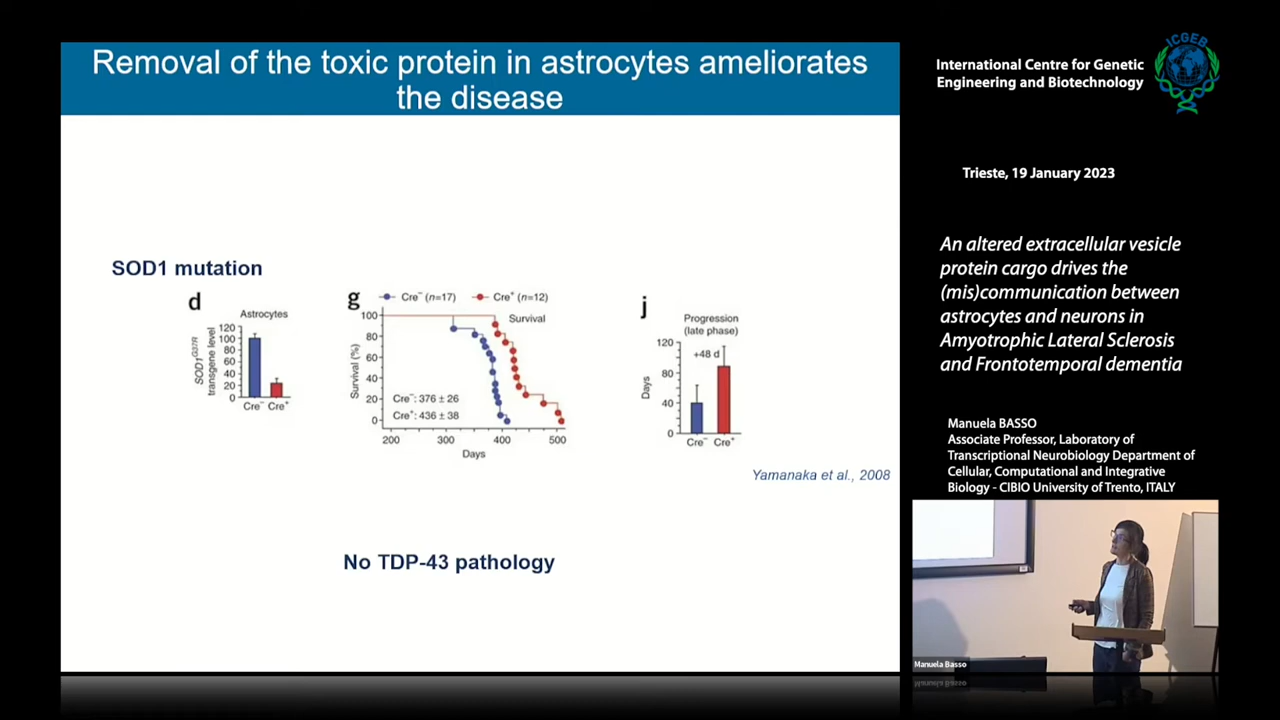 Removal of the toxic protein in astrocytes ameliorates
the disease
SOD1 mutation
d
Astrocytes
SOD1G37R
transgene level
120
100
80
60
40
20
0
Cre− Cre+
g
Cre− (n=17) Cre+ (n=12)
Survival
Survival (%)
100
80
60
40
20
0
Cre−: 376 ± 26
Cre+: 436 ± 38
200 300 400 500
Days
j
Progression
(late phase)
+48 d
Days
120
80
40
0
Cre− Cre+
Yamanaka et al., 2008
No TDP-43 pathology
International Centre for Genetic
Engineering and Biotechnology
ICGEB
Trieste, 19 January 2023
An altered extracellular vesicle
protein cargo drives the
(mis)communication between
astrocytes and neurons in
Amyotrophic Lateral Sclerosis
and Frontotemporal dementia
Manuela BASSO
Associate Professor, Laboratory of
Transcriptional Neurobiology Department of
Cellular, Computational and Integrative
Biology - CIBIO University of Trento, ITALY
Manuela Basso